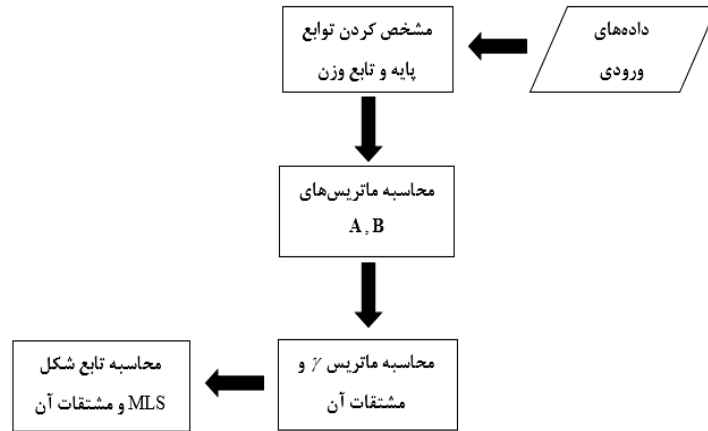 داده‌های
ورودی
مشخص کردن توابع
پایه و تابع وزن
محاسبه ماتریس‌های
A , B
محاسبه ماتریس γ و
مشتقات آن
محاسبه تابع شکل
MLS و مشتقات آن